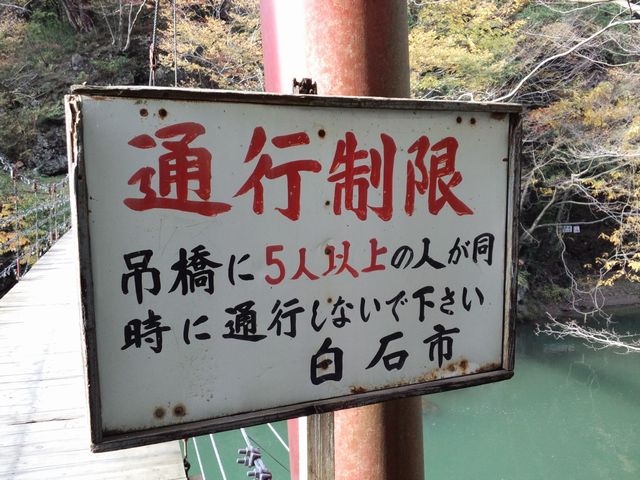 通行制限
吊橋に5人以上の人が同
時に通行しないで下さい
白石市